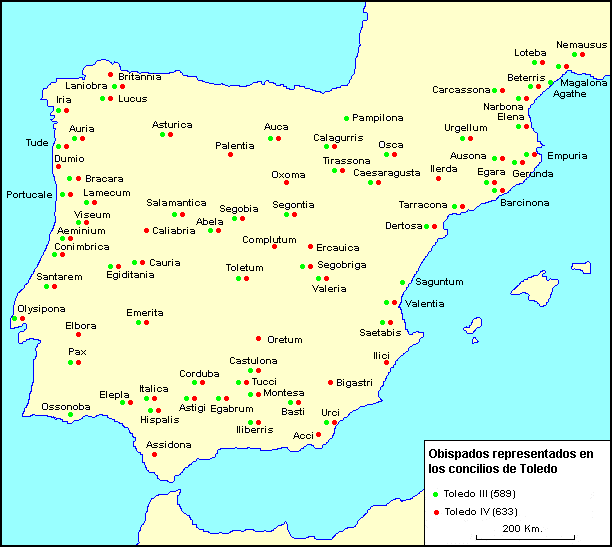 Nemausus
Loteba
Britannia
Beterris
Magalona
Laniobra
Carcassona
Agathe
Iria
Lucus
Narbona
Pampilona
Elena
Auria
Asturica
Auca
Calagurris
Urgellum
Tude
Palentia
Osca
Ausona
Empuria
Dumio
Tirassona
Gerunda
Bracara
Oxoma
Caesaragusta
Ilerda
Egara
Portucale
Lamecum
Barcinona
Salamantica
Segobia
Segontia
Tarracona
Viseum
Abela
Dertosa
Aeminium
Caliabria
Conimbrica
Complutum
Ercauica
Cauria
Segobriga
Egiditania
Toletum
Santarem
Valeria
Saguntum
Valentia
Olysipona
Emerita
Elbora
Saetabis
Oretum
Pax
Ilici
Castulona
Corduba
Tucci
Bigastri
Elepla
Italica
Montesa
Ossonoba
Astigi
Egabrum
Basti
Urci
Hispalis
Iliberris
Acci
Assidona
Obispados representados en
los concilios de Toledo
Toledo III (589)
Toledo IV (633)
200 Km.